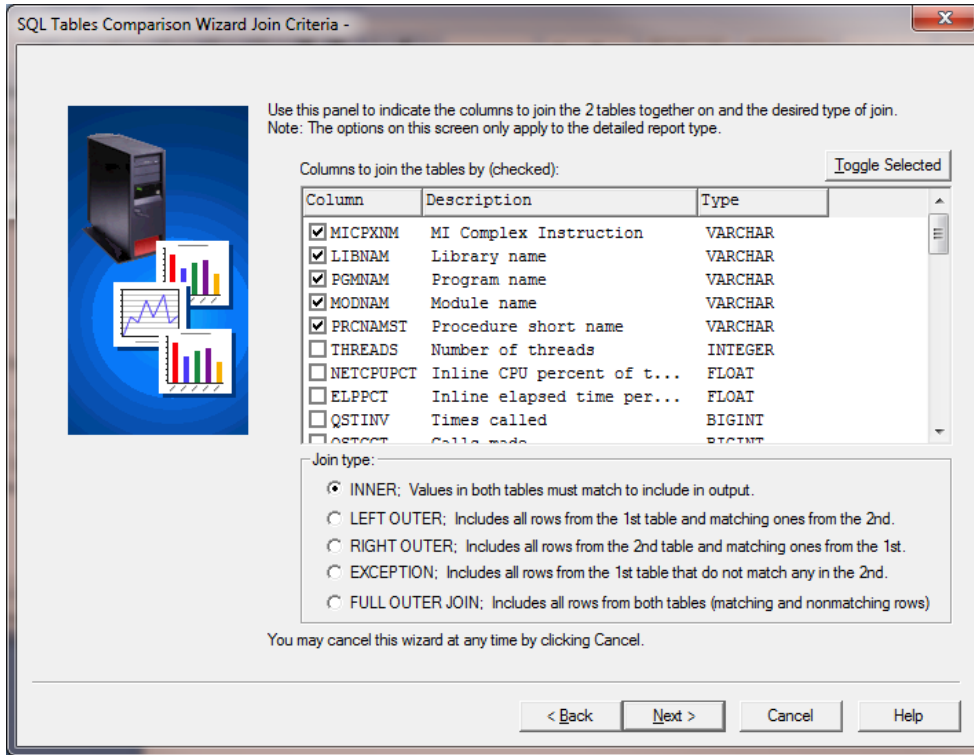 SQL Tables Comparison Wizard Join Criteria -
Use this panel to indicate the columns to join the 2 tables together on and the desired type of join.
Note: The options on this screen only apply to the detailed report type.
Columns to join the tables by (checked):
Toggle Selected
Column Description Type
MICPXNM MI Complex Instruction VARCHAR
LIBNAM Library name VARCHAR
PGMNAM Program name VARCHAR
MODNAM Module name VARCHAR
PRCNAMST Procedure short name VARCHAR
THREADS Number of threads INTEGER
NETCPUPCT Inline CPU percent of t... FLOAT
ELPPCT Inline elapsed time per... FLOAT
QSTINV Times called BIGINT
QSTCCT Calls made BIGINT
Join type:
INNER; Values in both tables must match to include in output.
LEFT OUTER; Includes all rows from the 1st table and matching ones from the 2nd.
RIGHT OUTER; Includes all rows from the 2nd table and matching ones from the 1st.
EXCEPTION; Includes all rows from the 1st table that do not match any in the 2nd.
FULL OUTER JOIN; Includes all rows from both tables (matching and nonmatching rows)
You may cancel this wizard at any time by clicking Cancel.
< Back Next > Cancel Help